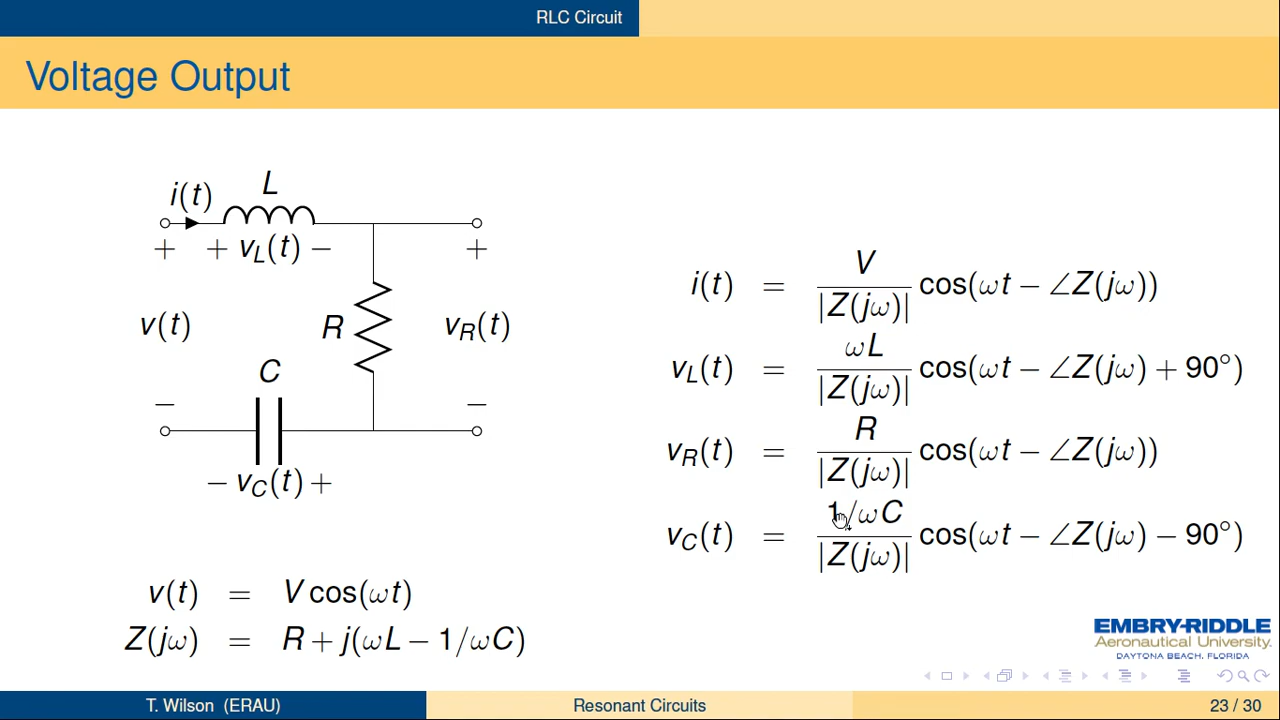 RLC Circuit
Voltage Output
i(t)
L
+ + v_L(t) − +
v(t)
R
v_R(t)
C
− −
− v_C(t) +
v(t) = V cos(ωt)
Z(jω) = R + j(ωL − 1/ωC)
i(t) = V / |Z(jω)| cos(ωt − ∠Z(jω))
v_L(t) = ωL / |Z(jω)| cos(ωt − ∠Z(jω) + 90°)
v_R(t) = R / |Z(jω)| cos(ωt − ∠Z(jω))
v_C(t) = 1/ωC / |Z(jω)| cos(ωt − ∠Z(jω) − 90°)
EMBRY-RIDDLE
Aeronautical University.
DAYTONA BEACH, FLORIDA
T. Wilson (ERAU)
Resonant Circuits
23 / 30